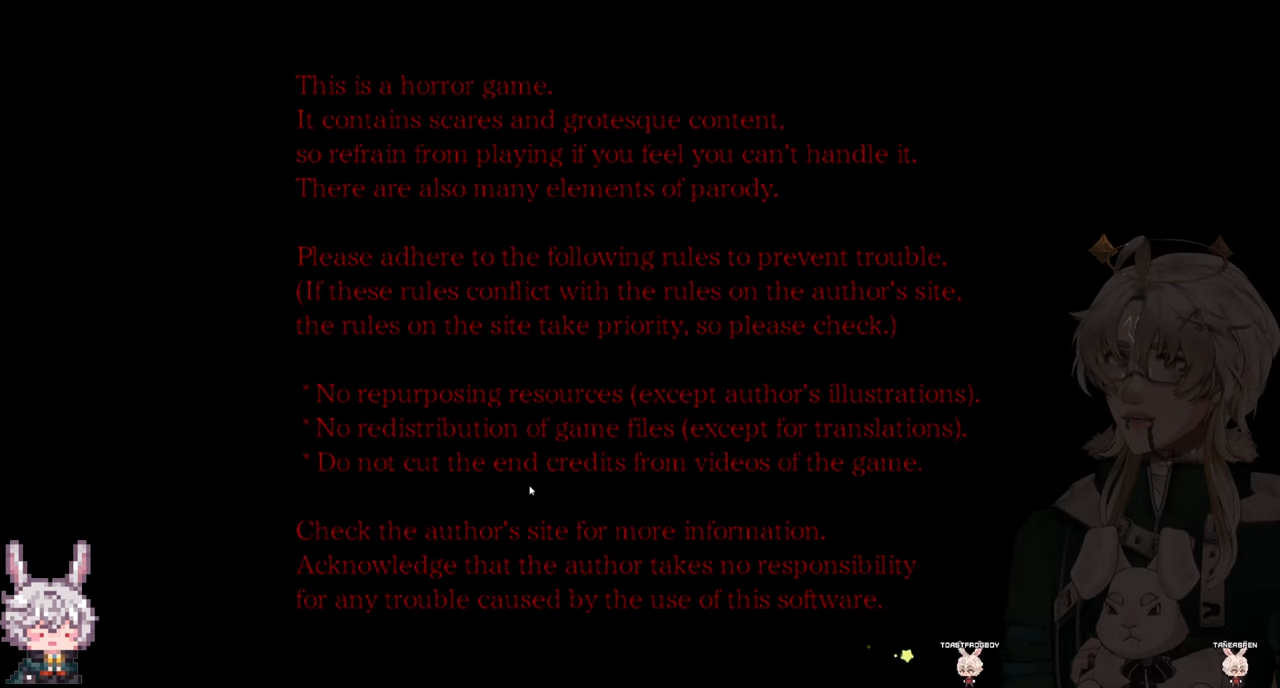 This is a horror game.
It contains scares and grotesque content,
so refrain from playing if you feel you can't handle it.
There are also many elements of parody.
Please adhere to the following rules to prevent trouble.
(If these rules conflict with the rules on the author's site,
the rules on the site take priority, so please check.)
* No repurposing resources (except author's illustrations).
* No redistribution of game files (except for translations).
* Do not cut the end credits from videos of the game.
Check the author's site for more information.
Acknowledge that the author takes no responsibility
for any trouble caused by the use of this software.
TOASTFROGBOY
TANEASPEN